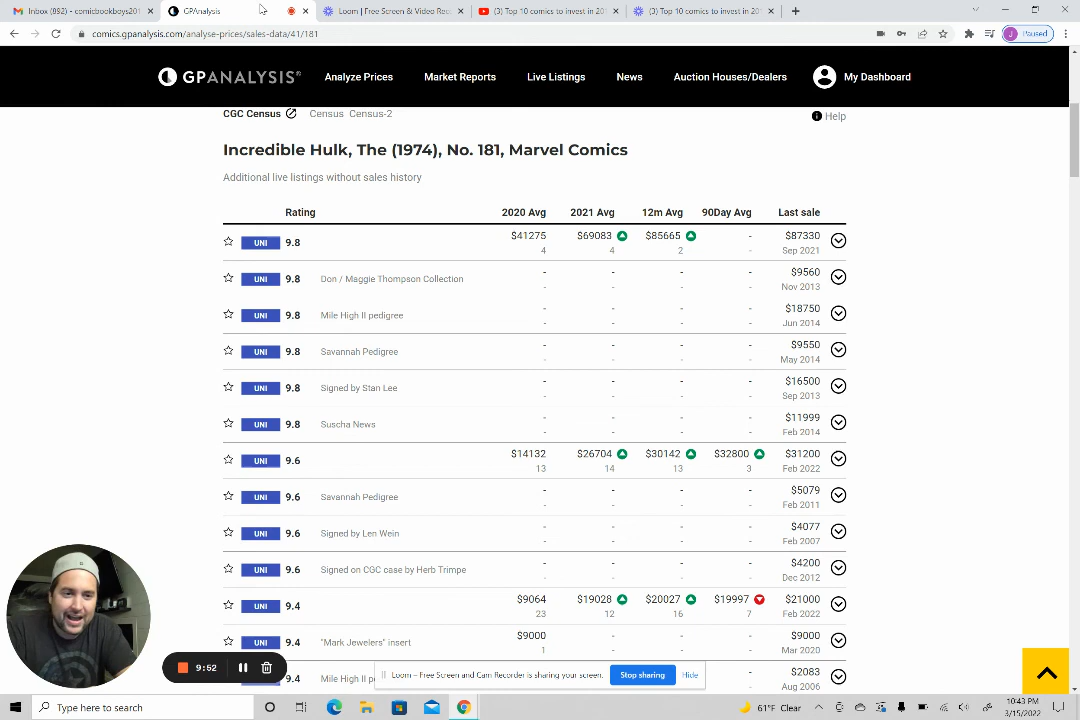 Inbox (892) - comicbookboys201
GPAnalysis
Loom | Free Screen & Video Rec
(3) Top 10 comics to invest in 201
(3) Top 10 comics to invest in 201
comics.gpanalysis.com/analyse-prices/sales-data/41/181
J Paused
GPANALYSIS®
Analyze Prices
Market Reports
Live Listings
News
Auction Houses/Dealers
My Dashboard
CGC Census
Census
Census-2
Help
Incredible Hulk, The (1974), No. 181, Marvel Comics
Additional live listings without sales history
Rating 2020 Avg 2021 Avg 12m Avg 90Day Avg Last sale
UNI 9.8 $41275 $69083 $85665 - $87330
4 4 2 - Sep 2021
UNI 9.8 Don / Maggie Thompson Collection - - - - $9560
- - - - Nov 2013
UNI 9.8 Mile High II pedigree - - - - $18750
- - - - Jun 2014
UNI 9.8 Savannah Pedigree - - - - $9550
- - - - May 2014
UNI 9.8 Signed by Stan Lee - - - - $16500
- - - - Sep 2013
UNI 9.8 Suscha News - - - - $11999
- - - - Feb 2014
UNI 9.6 $14132 $26704 $30142 $32800 $31200
13 14 13 3 Feb 2022
UNI 9.6 Savannah Pedigree - - - - $5079
- - - - Feb 2011
UNI 9.6 Signed by Len Wein - - - - $4077
- - - - Feb 2007
UNI 9.6 Signed on CGC case by Herb Trimpe - - - - $4200
- - - - Dec 2012
UNI 9.4 $9064 $19028 $20027 $19997 $21000
23 12 16 7 Feb 2022
UNI 9.4 "Mark Jewelers" insert $9000 - - - $9000
1 - - - Mar 2020
9.4 Mile High II p $2083
Aug 2006
9:52
Loom – Free Screen and Cam Recorder is sharing your screen.
Stop sharing
Hide
Type here to search
61°F Clear
10:43 PM
3/15/2022